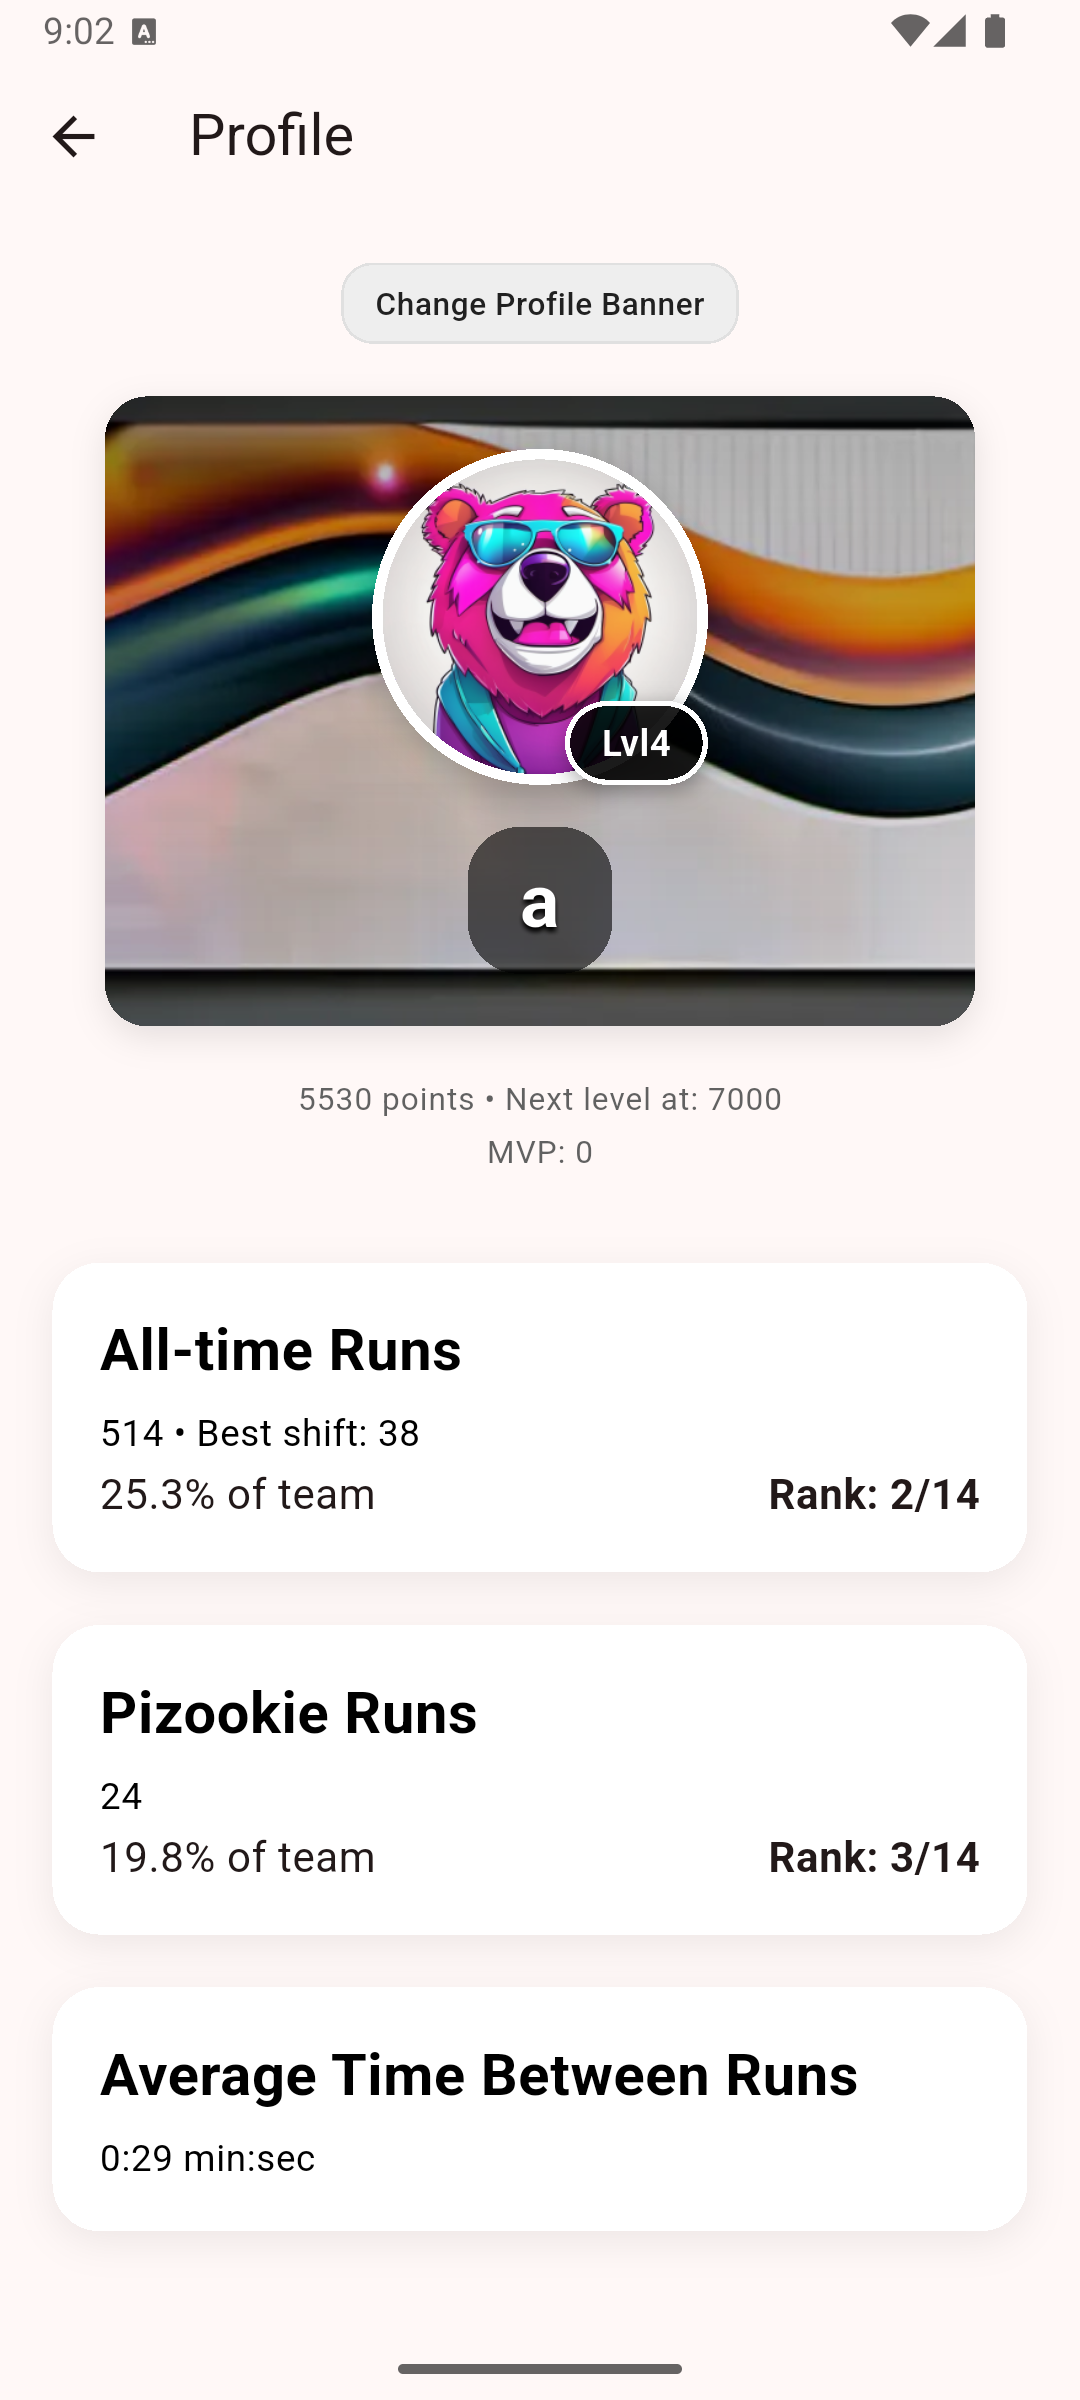 9:02
Profile
Change Profile Banner
Lvl4
a
5530 points • Next level at: 7000
MVP: 0
All-time Runs
514 • Best shift: 38
25.3% of team
Rank: 2/14
Pizookie Runs
24
19.8% of team
Rank: 3/14
Average Time Between Runs
0:29 min:sec